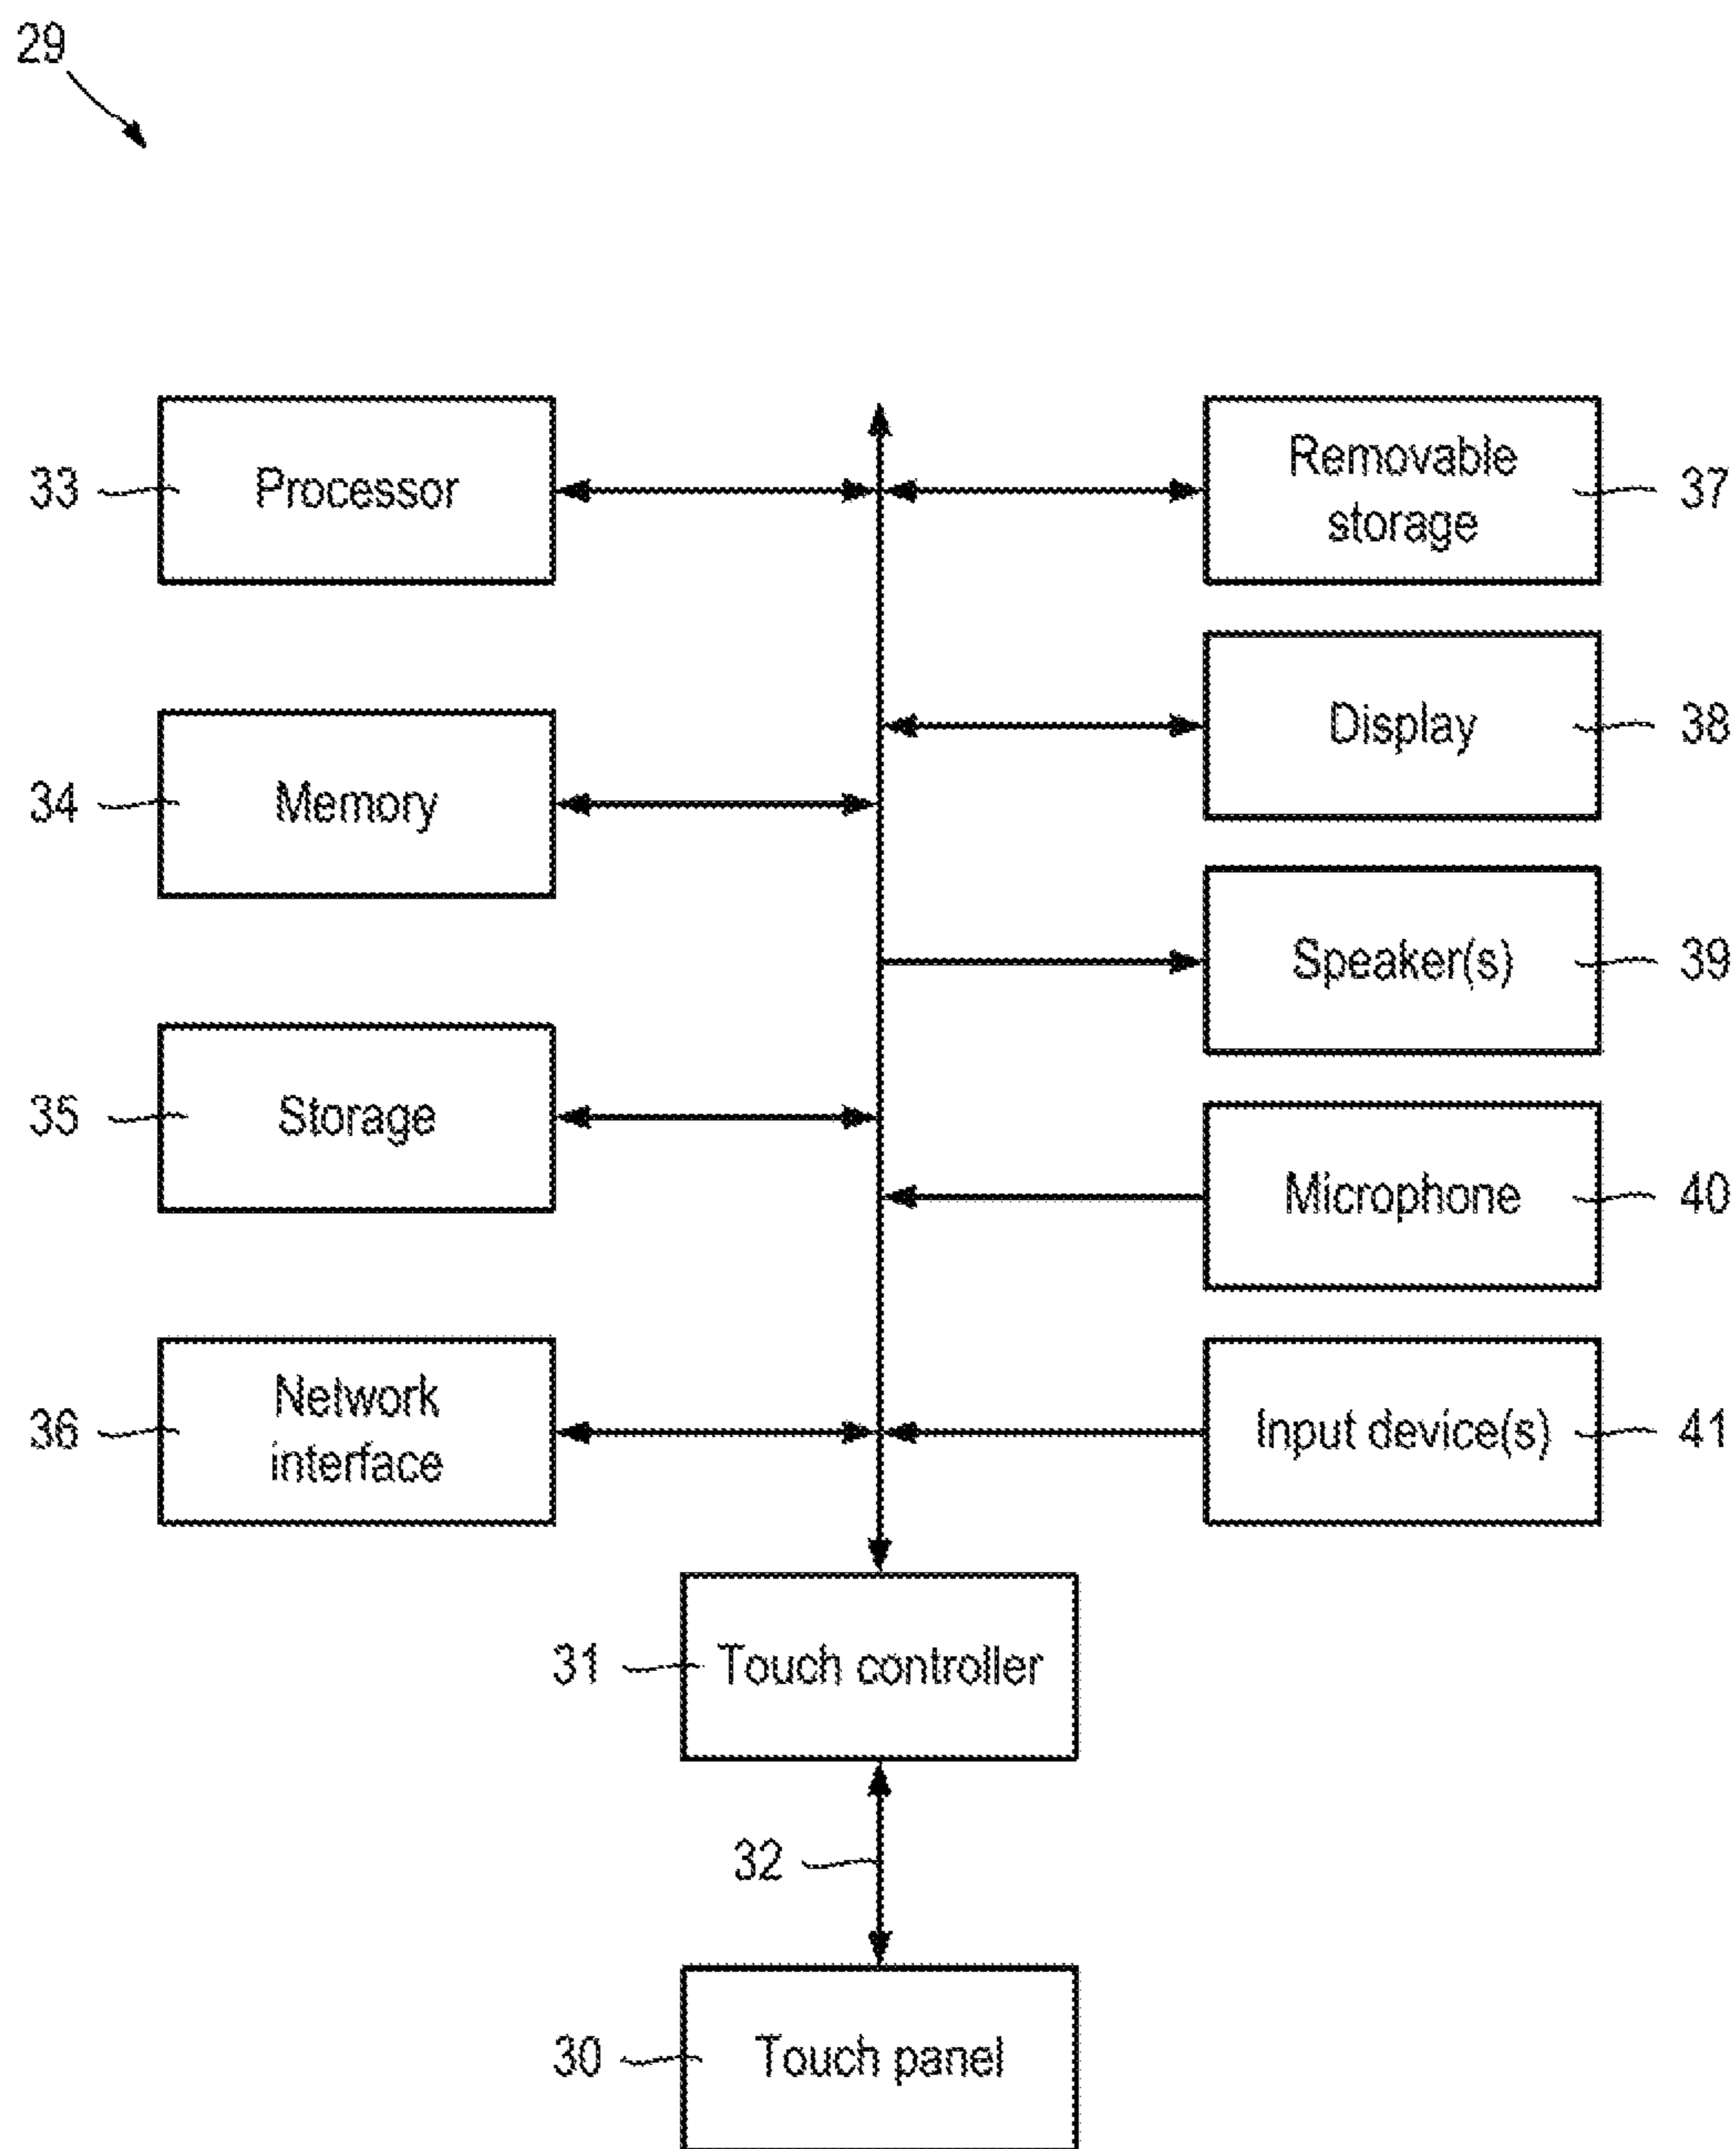 29
33
Processor
Removable
storage
37
Display
38
34
Memory
Speaker(s)
39
35
Storage
Microphone
40
36
Network
interface
Input device(s)
41
31
Touch controller
32
30
Touch panel